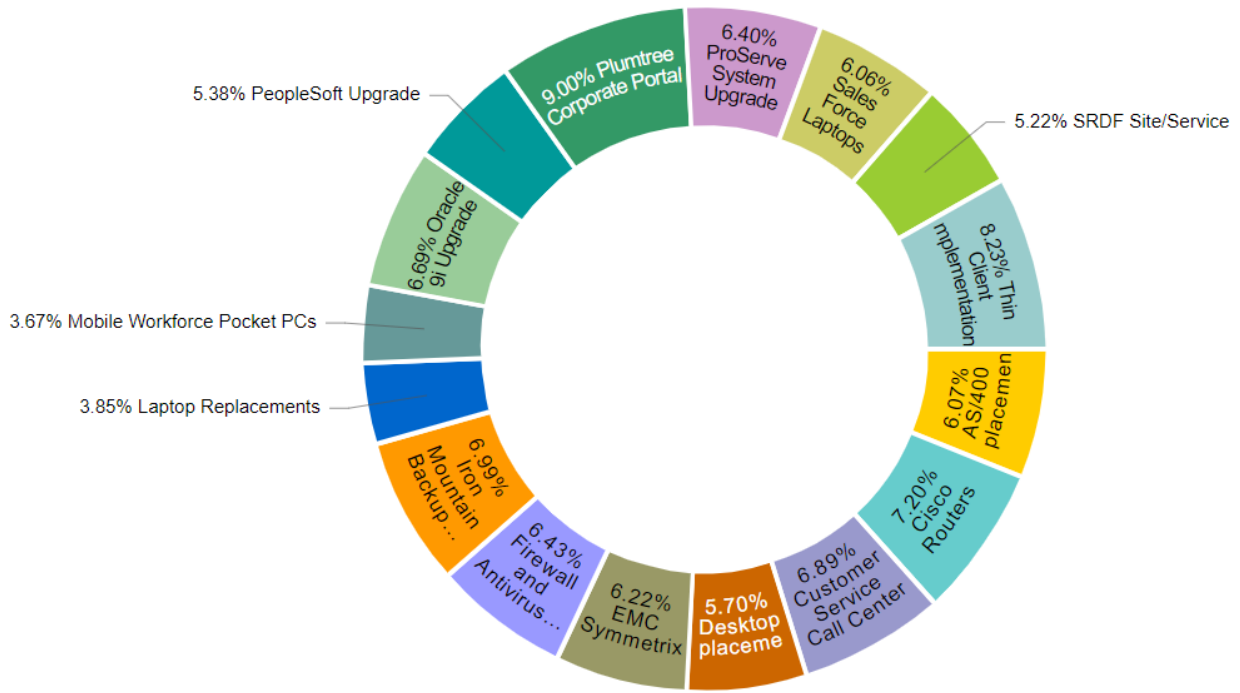 9.00% Plumtree
Corporate Portal
6.40%
ProServe
System
Upgrade
6.06%
Sales
Force
Laptops
5.22% SRDF Site/Service
8.23% Thin
Client
mplementation
6.07%
AS/400
placemen
7.20%
Cisco
Routers
6.89%
Customer
Service
Call Center
5.70%
Desktop
placeme
6.22%
EMC
Symmetrix
6.43%
Firewall
and
Antivirus...
6.99%
Iron
Mountain
Backup...
3.85% Laptop Replacements
3.67% Mobile Workforce Pocket PCs
6.69% Oracle
9i Upgrade
5.38% PeopleSoft Upgrade